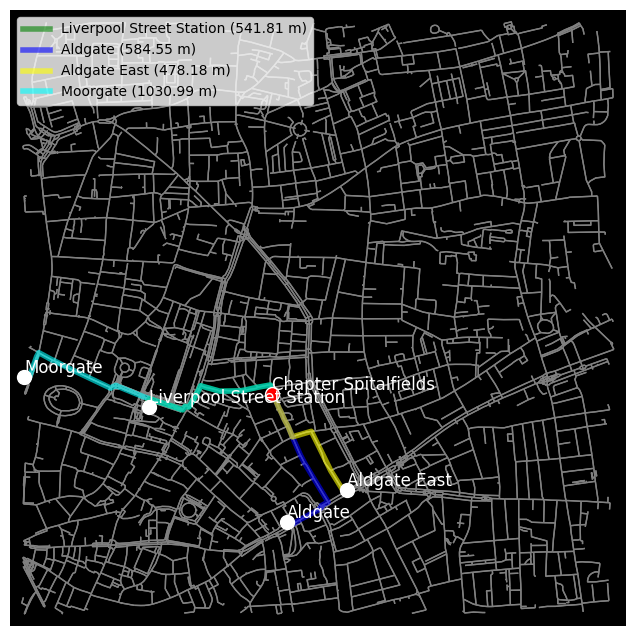 Liverpool Street Station (541.81 m)
Aldgate (584.55 m)
Aldgate East (478.18 m)
Moorgate (1030.99 m)
Moorgate
Chapter Spitalfields
Liverpool Street Station
Aldgate East
Aldgate